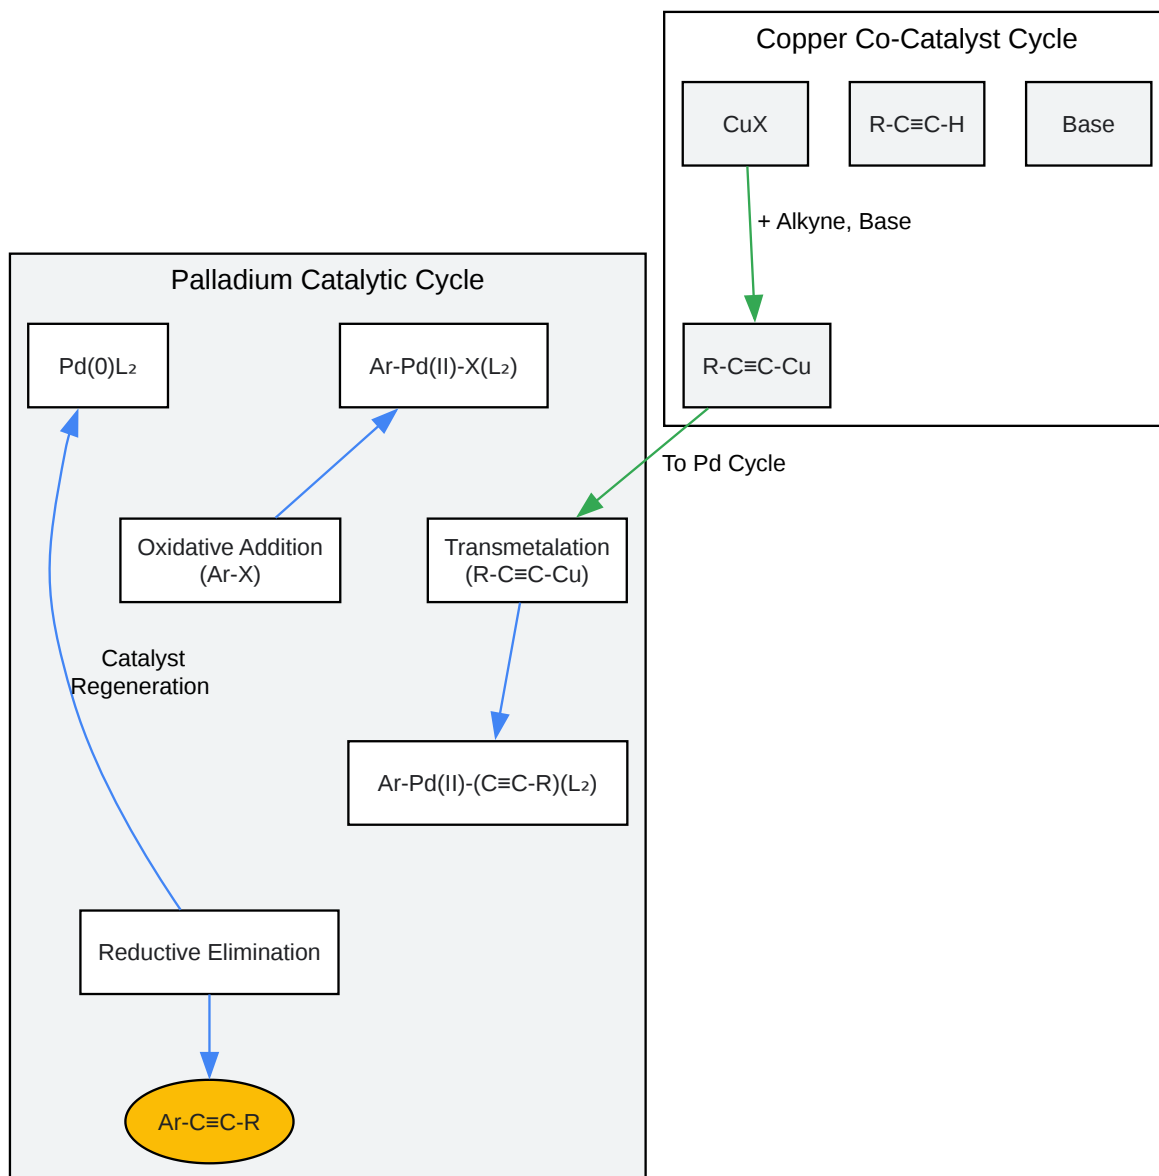 Copper Co-Catalyst Cycle
CuX
R-C≡C-H
Base
+ Alkyne, Base
R-C≡C-Cu
To Pd Cycle
Palladium Catalytic Cycle
Pd(0)L₂
Ar-Pd(II)-X(L₂)
Oxidative Addition
(Ar-X)
Transmetalation
(R-C≡C-Cu)
Catalyst
Regeneration
Ar-Pd(II)-(C≡C-R)(L₂)
Reductive Elimination
Ar-C≡C-R